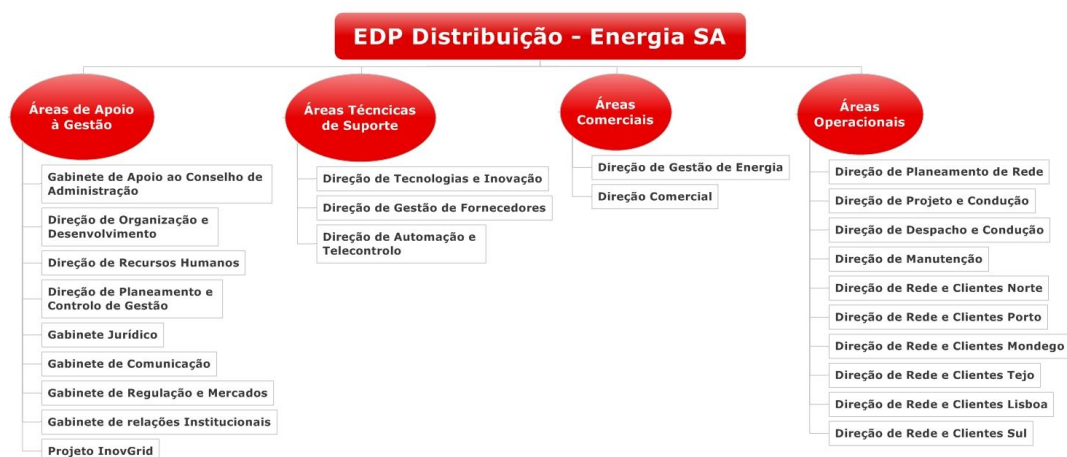 EDP Distribuição - Energia SA
Áreas de Apoio
à Gestão
Gabinete de Apoio ao Conselho de
Administração
Direção de Organização e
Desenvolvimento
Direção de Recursos Humanos
Direção de Planeamento e
Controlo de Gestão
Gabinete Jurídico
Gabinete de Comunicação
Gabinete de Regulação e Mercados
Gabinete de relações Institucionais
Projeto InovGrid
Áreas Técncicas
de Suporte
Direção de Tecnologias e Inovação
Direção de Gestão de Fornecedores
Direção de Automação e
Telecontrolo
Áreas
Comerciais
Direção de Gestão de Energia
Direção Comercial
Áreas
Operacionais
Direção de Planeamento de Rede
Direção de Projeto e Condução
Direção de Despacho e Condução
Direção de Manutenção
Direção de Rede e Clientes Norte
Direção de Rede e Clientes Porto
Direção de Rede e Clientes Mondego
Direção de Rede e Clientes Tejo
Direção de Rede e Clientes Lisboa
Direção de Rede e Clientes Sul